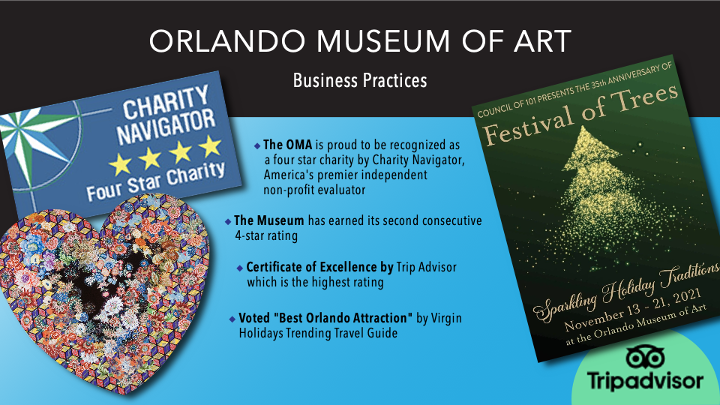 ORLANDO MUSEUM OF ART
Business Practices
CHARITY
NAVIGATOR
Four Star Charity
The OMA is proud to be recognized as
a four star charity by Charity Navigator,
America's premier independent
non-profit evaluator
The Museum has earned its second consecutive
4-star rating
Certificate of Excellence by Trip Advisor
which is the highest rating
Voted "Best Orlando Attraction" by Virgin
Holidays Trending Travel Guide
COUNCIL OF 101 PRESENTS THE 35th ANNIVERSARY OF
Festival of Trees
Sparkling Holiday Traditions
November 13 - 21, 2021
at the Orlando Museum of Art
Tripadvisor